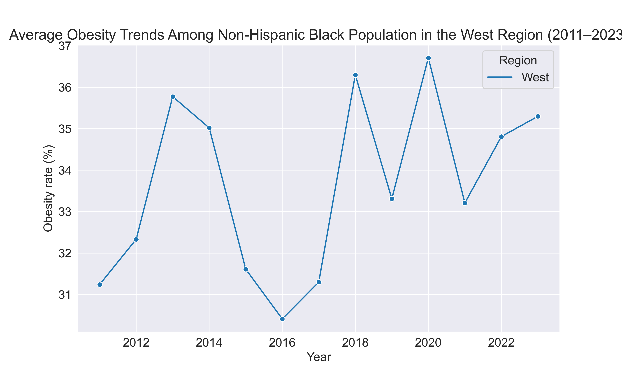 Average Obesity Trends Among Non-Hispanic Black Population in the West Region (2011–2023
37
Region
West
36
35
34
33
32
31
Obesity rate (%)
2012 2014 2016 2018 2020 2022
Year